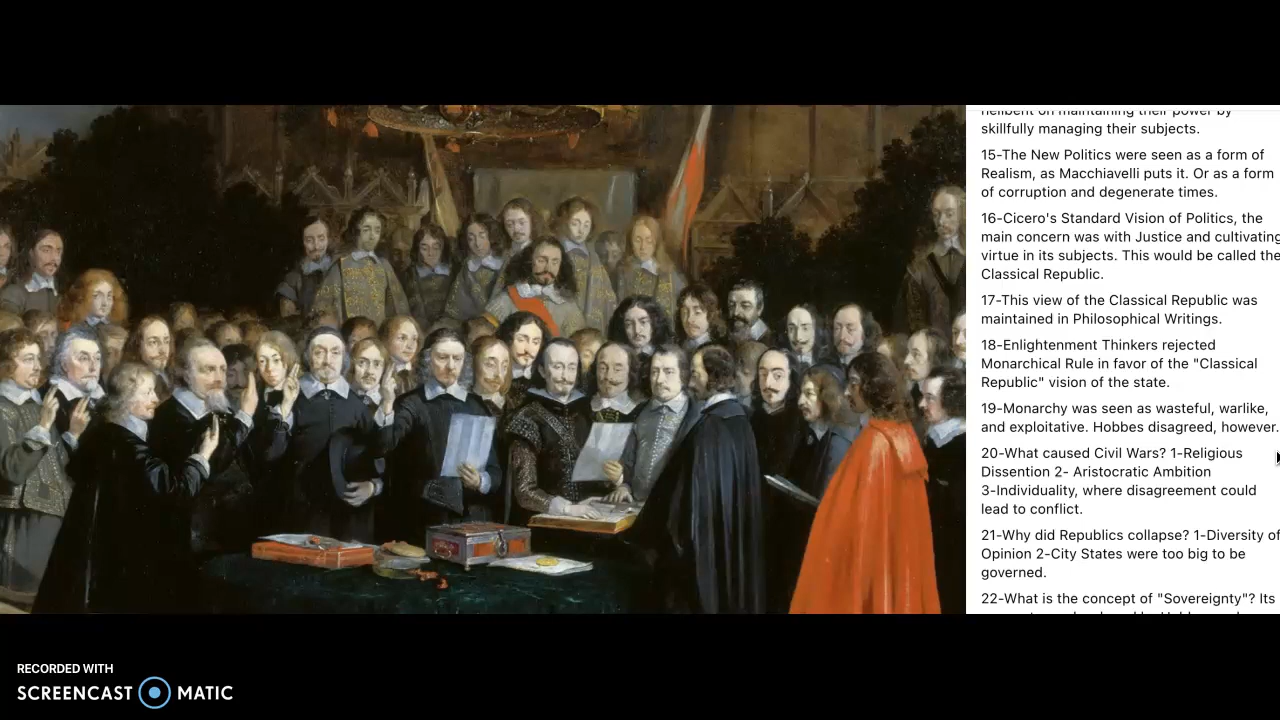 hellbent on maintaining their power by
skillfully managing their subjects.
15-The New Politics were seen as a form of
Realism, as Macchiavelli puts it. Or as a form
of corruption and degenerate times.
16-Cicero's Standard Vision of Politics, the
main concern was with Justice and cultivating
virtue in its subjects. This would be called the
Classical Republic.
17-This view of the Classical Republic was
maintained in Philosophical Writings.
18-Enlightenment Thinkers rejected
Monarchical Rule in favor of the "Classical
Republic" vision of the state.
19-Monarchy was seen as wasteful, warlike,
and exploitative. Hobbes disagreed, however.
20-What caused Civil Wars? 1-Religious
Dissention 2- Aristocratic Ambition
3-Individuality, where disagreement could
lead to conflict.
21-Why did Republics collapse? 1-Diversity of
Opinion 2-City States were too big to be
governed.
22-What is the concept of "Sovereignty"? Its
RECORDED WITH
SCREENCAST MATIC